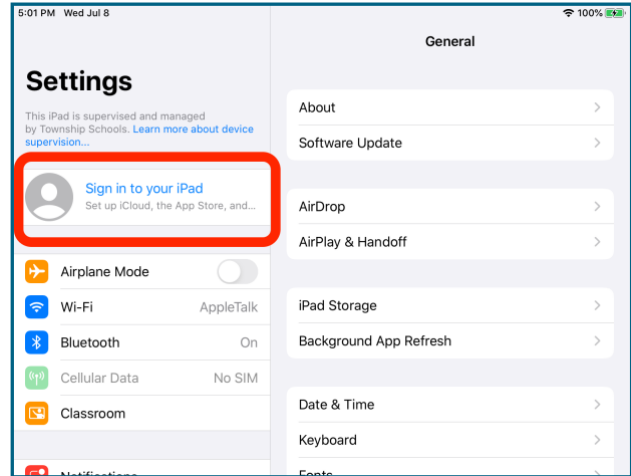 5:01 PM Wed Jul 8
100%
Settings
This iPad is supervised and managed
by Township Schools. Learn more about device
supervision...
Sign in to your iPad
Set up iCloud, the App Store, and...
Airplane Mode
Wi-Fi AppleTalk
Bluetooth On
Cellular Data No SIM
Classroom
Notifications
General
About
Software Update
AirDrop
AirPlay & Handoff
iPad Storage
Background App Refresh
Date & Time
Keyboard
Fonts